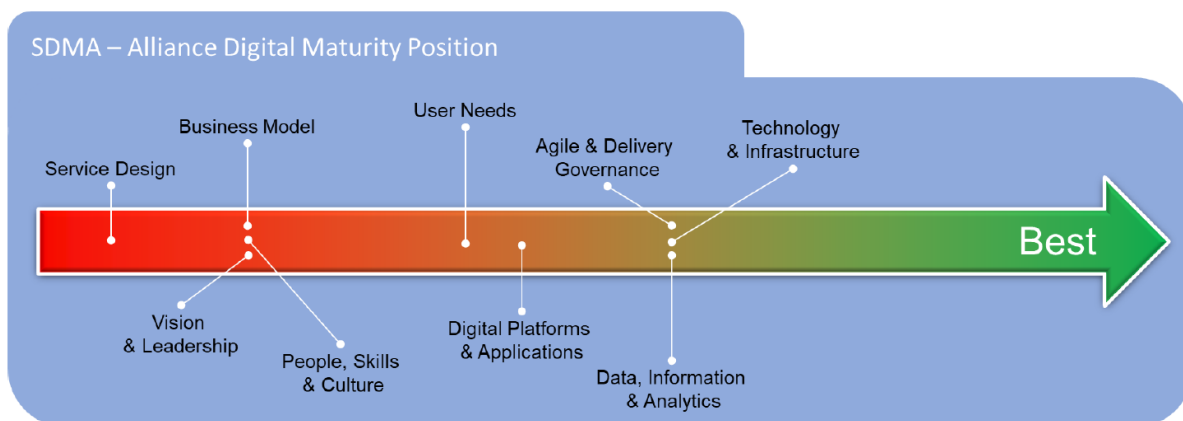 SDMA – Alliance Digital Maturity Position
Service Design
Business Model
User Needs
Agile & Delivery
Governance
Technology
& Infrastructure
Best
Vision
& Leadership
People, Skills
& Culture
Digital Platforms
& Applications
Data, Information
& Analytics